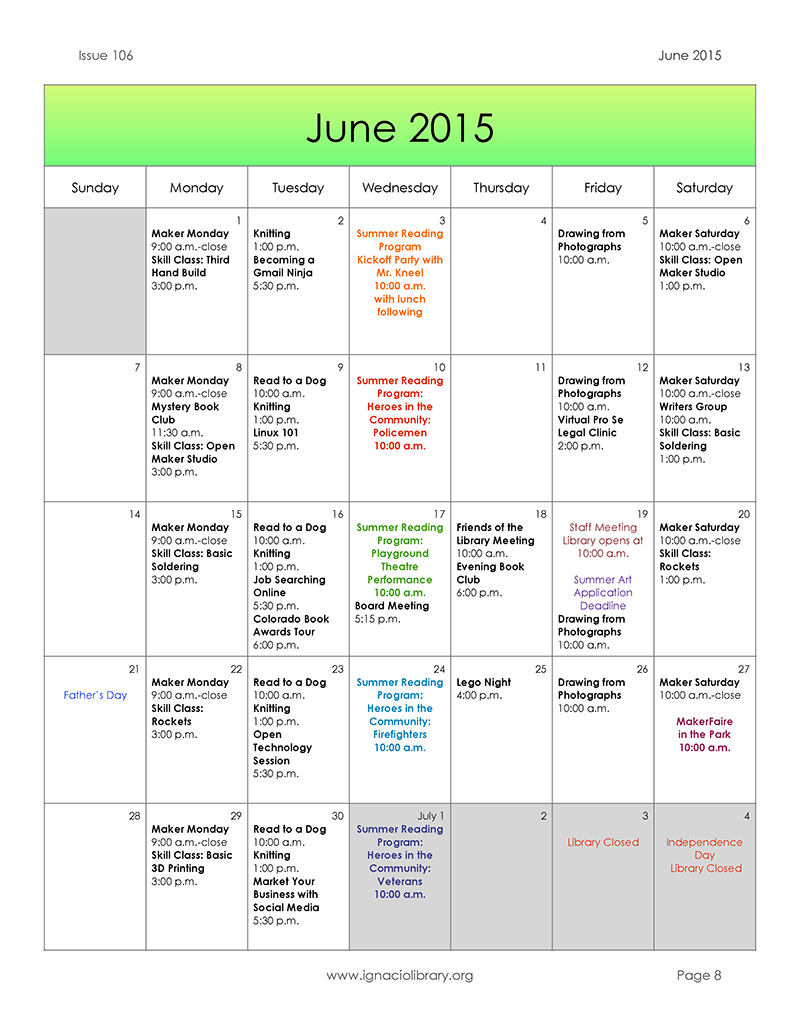 Issue 106
June 2015
June 2015
Sunday
Monday
Tuesday
Wednesday
Thursday
Friday
Saturday
1
Maker Monday
9:00 a.m.-close
Skill Class: Third
Hand Build
3:00 p.m.
2
Knitting
1:00 p.m.
Becoming a
Gmail Ninja
5:30 p.m.
3
Summer Reading
Program
Kickoff Party with
Mr. Kneel
10:00 a.m.
with lunch
following
4
5
Drawing from
Photographs
10:00 a.m.
6
Maker Saturday
10:00 a.m.-close
Skill Class: Open
Maker Studio
1:00 p.m.
7
8
Maker Monday
9:00 a.m.-close
Mystery Book
Club
11:30 a.m.
Skill Class: Open
Maker Studio
3:00 p.m.
9
Read to a Dog
10:00 a.m.
Knitting
1:00 p.m.
Linux 101
5:30 p.m.
10
Summer Reading
Program:
Heroes in the
Community:
Policemen
10:00 a.m.
11
12
Drawing from
Photographs
10:00 a.m.
Virtual Pro Se
Legal Clinic
2:00 p.m.
13
Maker Saturday
10:00 a.m.-close
Writers Group
10:00 a.m.
Skill Class: Basic
Soldering
1:00 p.m.
14
15
Maker Monday
9:00 a.m.-close
Skill Class: Basic
Soldering
3:00 p.m.
16
Read to a Dog
10:00 a.m.
Knitting
1:00 p.m.
Job Searching
Online
5:30 p.m.
Colorado Book
Awards Tour
6:00 p.m.
17
Summer Reading
Program:
Playground
Theatre
Performance
10:00 a.m.
Board Meeting
5:15 p.m.
18
Friends of the
Library Meeting
10:00 a.m.
Evening Book
Club
6:00 p.m.
19
Staff Meeting
Library opens at
10:00 a.m.
Summer Art
Application
Deadline
Drawing from
Photographs
10:00 a.m.
20
Maker Saturday
10:00 a.m.-close
Skill Class:
Rockets
1:00 p.m.
21
Father's Day
22
Maker Monday
9:00 a.m.-close
Skill Class:
Rockets
3:00 p.m.
23
Read to a Dog
10:00 a.m.
Knitting
1:00 p.m.
Open
Technology
Session
5:30 p.m.
24
Summer Reading
Program:
Heroes in the
Community:
Firefighters
10:00 a.m.
25
Lego Night
4:00 p.m.
26
Drawing from
Photographs
10:00 a.m.
27
Maker Saturday
10:00 a.m.-close
MakerFaire
in the Park
10:00 a.m.
28
29
Maker Monday
9:00 a.m.-close
Skill Class: Basic
3D Printing
3:00 p.m.
30
Read to a Dog
10:00 a.m.
Knitting
1:00 p.m.
Market Your
Business with
Social Media
5:30 p.m.
July 1
Summer Reading
Program:
Heroes in the
Community:
Veterans
10:00 a.m.
2
3
Library Closed
4
Independence
Day
Library Closed
www.ignaciolibrary.org
Page 8